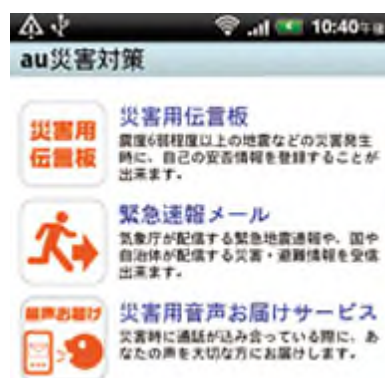 10:40午後
au災害対策
災害用
伝言板
災害用伝言板
震度6弱程度以上の地震などの災害発生
時に、自己の安否情報を登録することが
出来ます。
緊急速報メール
気象庁が配信する緊急地震速報や、国や
自治体が配信する災害・避難情報を受信
出来ます。
音声お届け
災害用音声お届けサービス
災害時に通話が込み合っている際に、あ
なたの声を大切な方にお届けします。